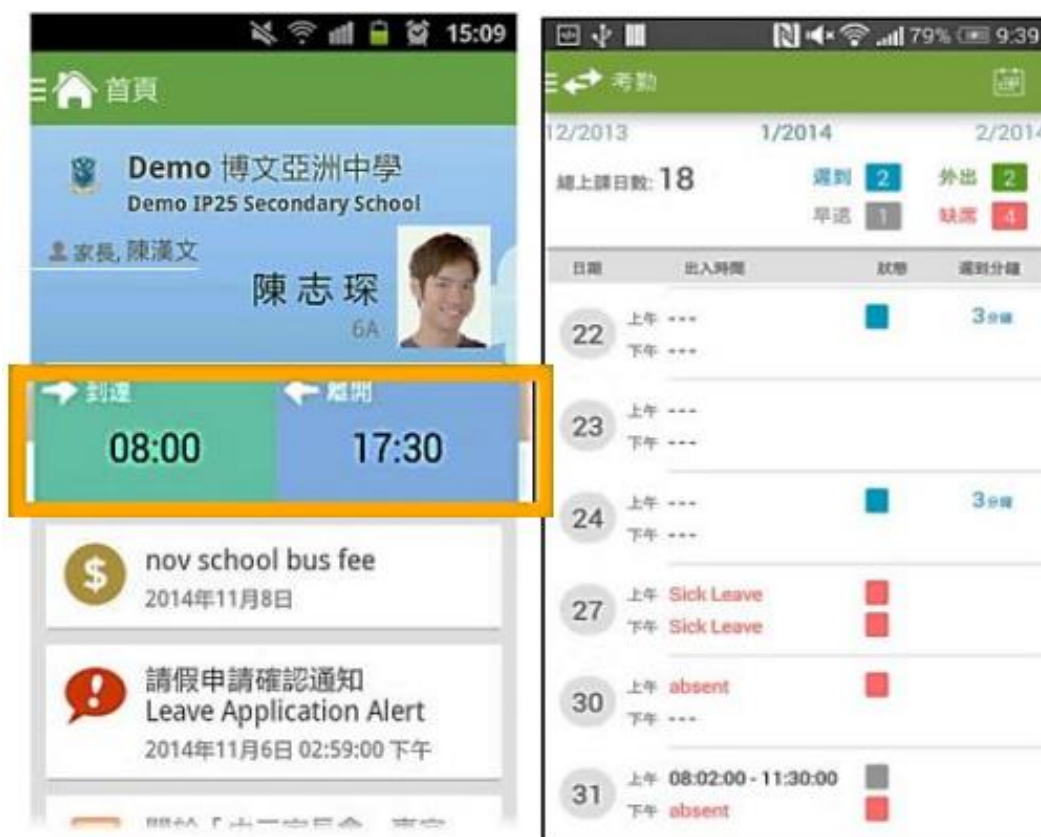 15:09
首頁
Demo 博文亞洲中學
Demo IP25 Secondary School
家長, 陳漢文
陳志琛
6A
到達
離開
08:00
17:30
$
nov school bus fee
2014年11月8日
請假申請確認通知
Leave Application Alert
2014年11月6日 02:59:00 下午
79% 9:39
考勤
12/2013 1/2014 2/2014
總上課日數: 18
遲到 2 外出 2
早退 1 缺席 4
日期 出入時間 狀態 遲到分鐘
22 上午 --- 3分鐘
下午 ---
23 上午 ---
下午 ---
24 上午 --- 3分鐘
下午 ---
27 上午 Sick Leave
下午 Sick Leave
30 上午 absent
下午 ---
31 上午 08:02:00 - 11:30:00
下午 absent